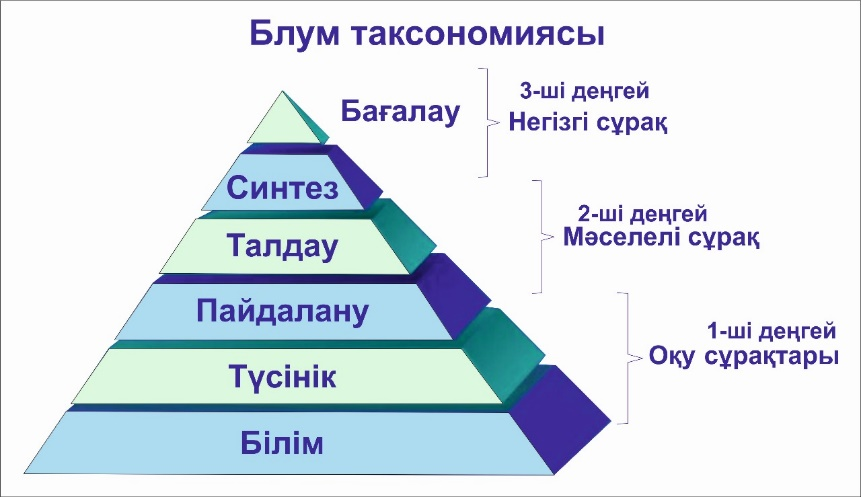 Блум таксономиясы
Бағалау
3-ші деңгей
Негізгі сұрақ
Синтез
Талдау
2-ші деңгей
Мәселелі сұрақ
Пайдалану
Түсінік
1-ші деңгей
Оқу сұрақтары
Білім